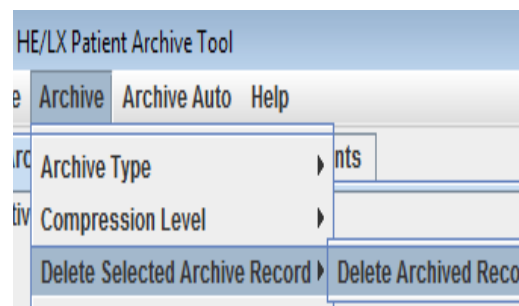 HE/LX Patient Archive Tool
e Archive Archive Auto Help
Archive Type nts
Compression Level
Delete Selected Archive Record Delete Archived Reco